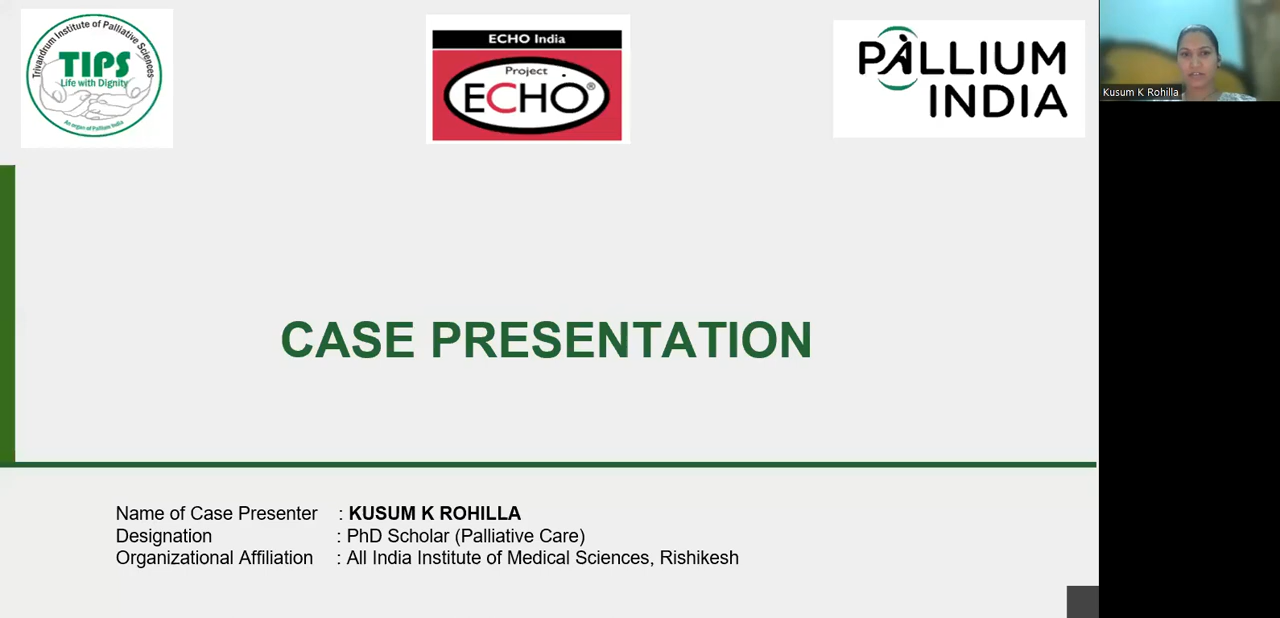 Trivandrum Institute of Palliative Sciences
TIPS
Life with Dignity
An organ of Pallium India
ECHO India
Project
ECHO®
PALLIUM
INDIA
Kusum K Rohilla
CASE PRESENTATION
Name of Case Presenter : KUSUM K ROHILLA
Designation : PhD Scholar (Palliative Care)
Organizational Affiliation : All India Institute of Medical Sciences, Rishikesh